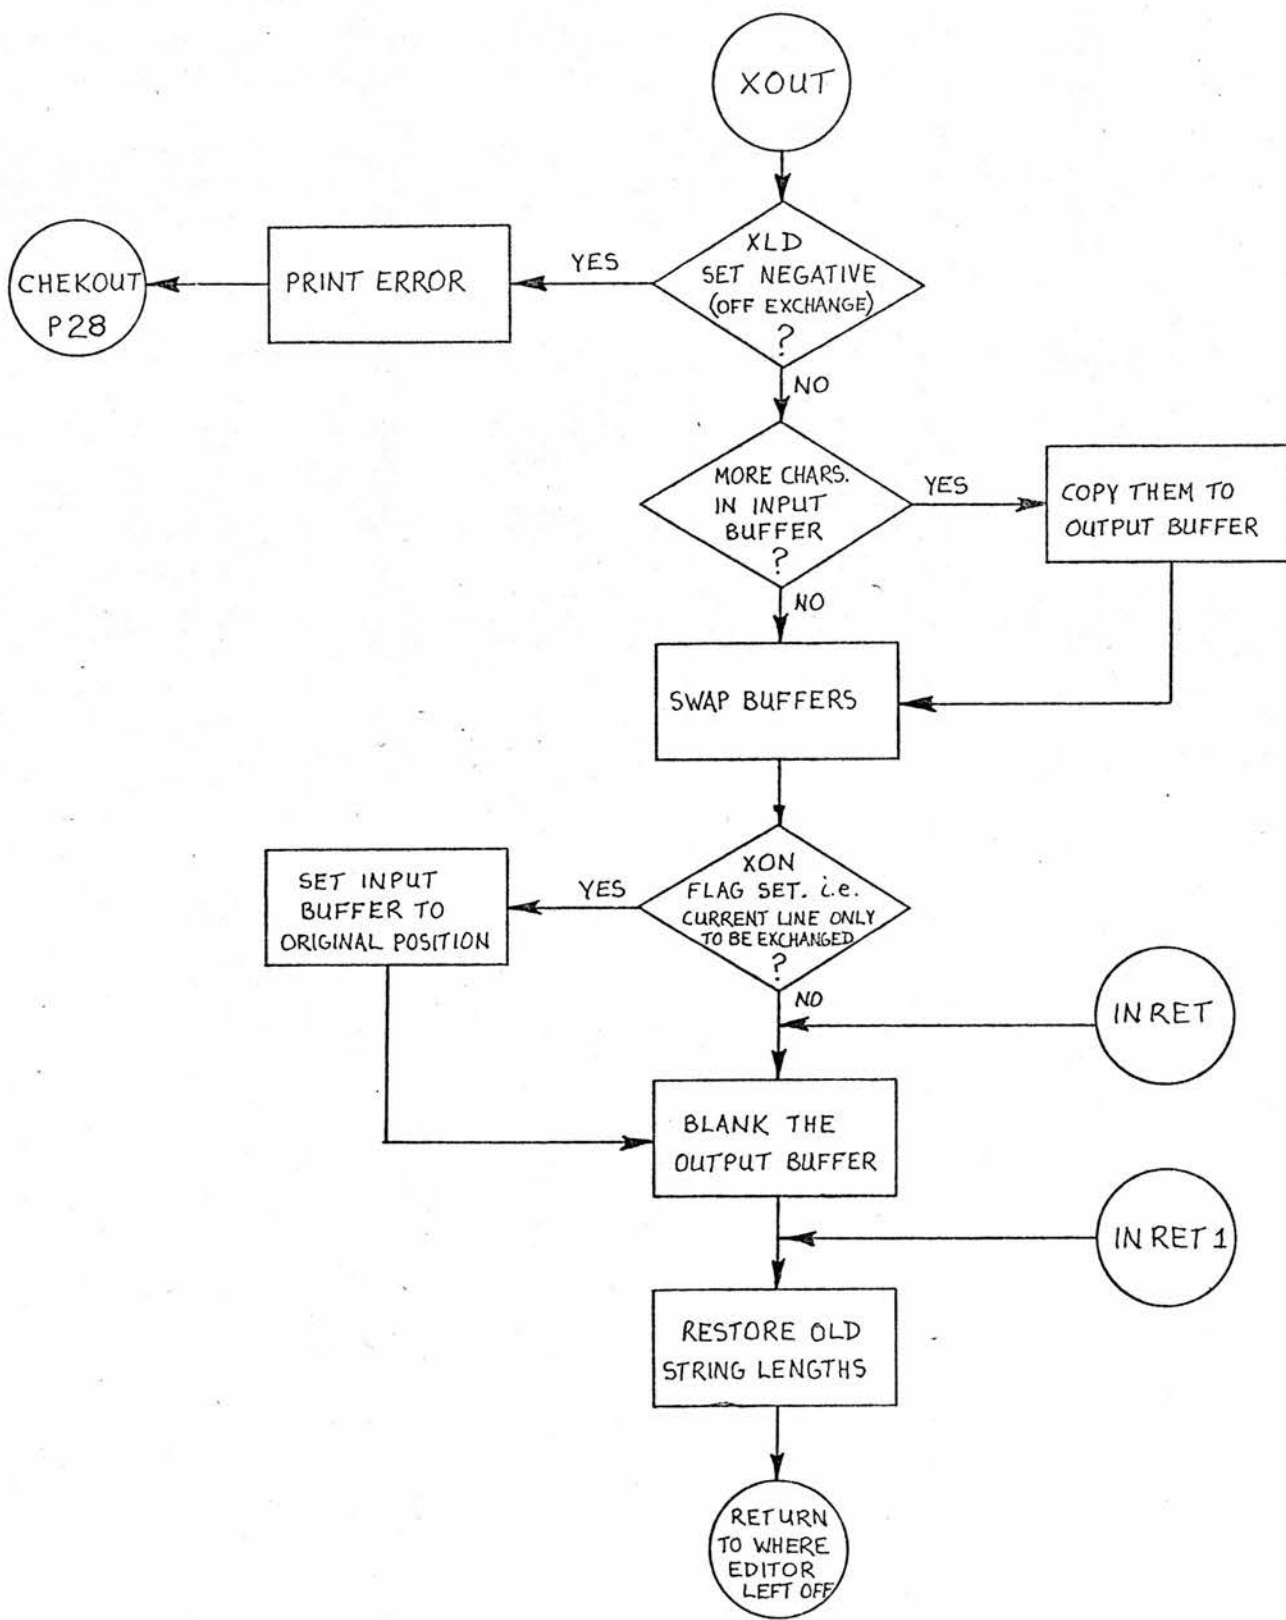 XOUT
XLD
SET NEGATIVE
(OFF EXCHANGE)
?
YES
PRINT ERROR
CHEKOUT
P28
NO
MORE CHARS.
IN INPUT
BUFFER
?
YES
COPY THEM TO
OUTPUT BUFFER
NO
SWAP BUFFERS
XON
FLAG SET. i.e.
CURRENT LINE ONLY
TO BE EXCHANGED
?
YES
SET INPUT
BUFFER TO
ORIGINAL POSITION
NO
IN RET
BLANK THE
OUTPUT BUFFER
IN RET 1
RESTORE OLD
STRING LENGTHS
RETURN
TO WHERE
EDITOR
LEFT OFF